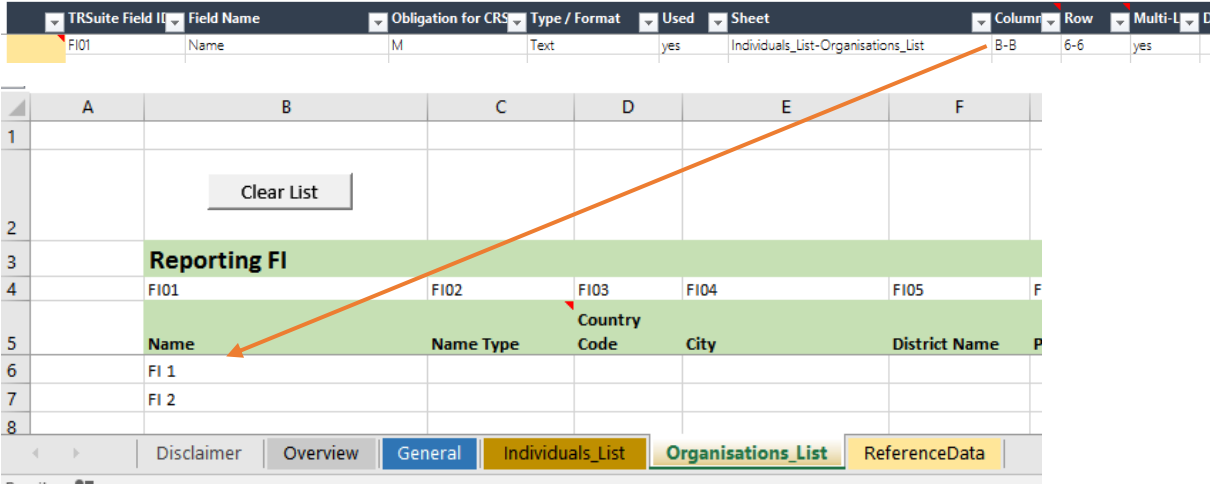 TRSuite Field ID Field Name Obligation for CRS Type / Format Used Sheet Column Row Multi-L D
FI01 Name M Text yes Individuals_List-Organisations_List B-B 6-6 yes
A B C D E F
1
Clear List
2
3 Reporting FI
4 FI01 FI02 FI03 FI04 FI05 F
Country
5 Name Name Type Code City District Name P
6 FI 1
7 FI 2
8
Disclaimer Overview General Individuals_List Organisations_List ReferenceData